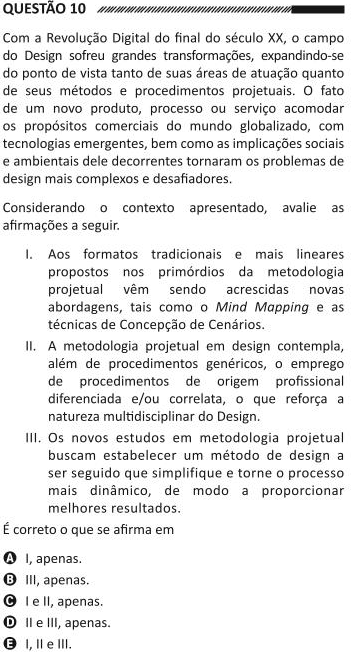 QUESTÃO 10
Com a Revolução Digital do final do século XX, o campo
do Design sofreu grandes transformações, expandindo-se
do ponto de vista tanto de suas áreas de atuação quanto
de seus métodos e procedimentos projetuais. O fato
de um novo produto, processo ou serviço acomodar
os propósitos comerciais do mundo globalizado, com
tecnologias emergentes, bem como as implicações sociais
e ambientais dele decorrentes tornaram os problemas de
design mais complexos e desafiadores.
Considerando o contexto apresentado, avalie as
afirmações a seguir.
I. Aos formatos tradicionais e mais lineares
propostos nos primórdios da metodologia
projetual vêm sendo acrescidas novas
abordagens, tais como o Mind Mapping e as
técnicas de Concepção de Cenários.
II. A metodologia projetual em design contempla,
além de procedimentos genéricos, o emprego
de procedimentos de origem profissional
diferenciada e/ou correlata, o que reforça a
natureza multidisciplinar do Design.
III. Os novos estudos em metodologia projetual
buscam estabelecer um método de design a
ser seguido que simplifique e torne o processo
mais dinâmico, de modo a proporcionar
melhores resultados.
É correto o que se afirma em
A I, apenas.
B III, apenas.
C I e II, apenas.
D II e III, apenas.
E I, II e III.